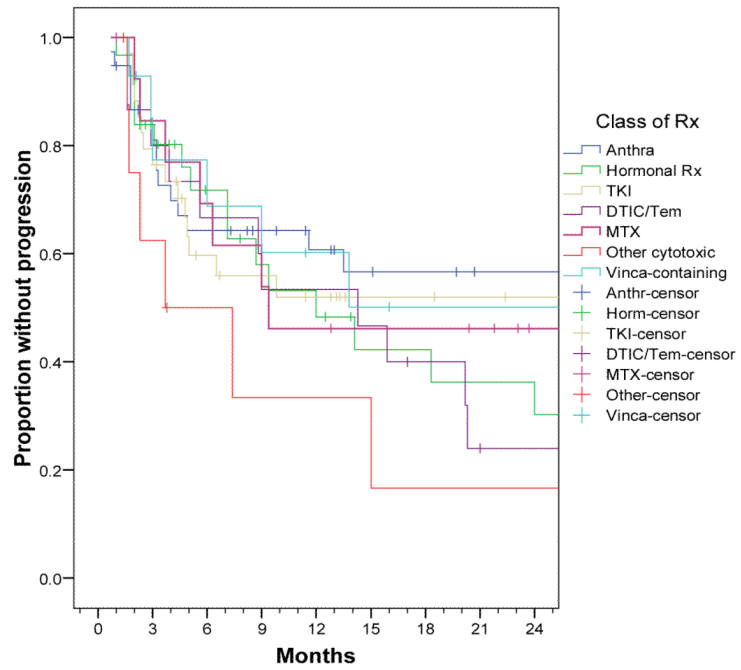 Proportion without progression
1.0
0.8
0.6
0.4
0.2
0.0
0 3 6 9 12 15 18 21 24
Months
Class of Rx
Anthra
Hormonal Rx
TKI
DTIC/Tem
MTX
Other cytotoxic
Vinca-containing
Anthr-censor
Horm-censor
TKI-censor
DTIC/Tem-censor
MTX-censor
Other-censor
Vinca-censor